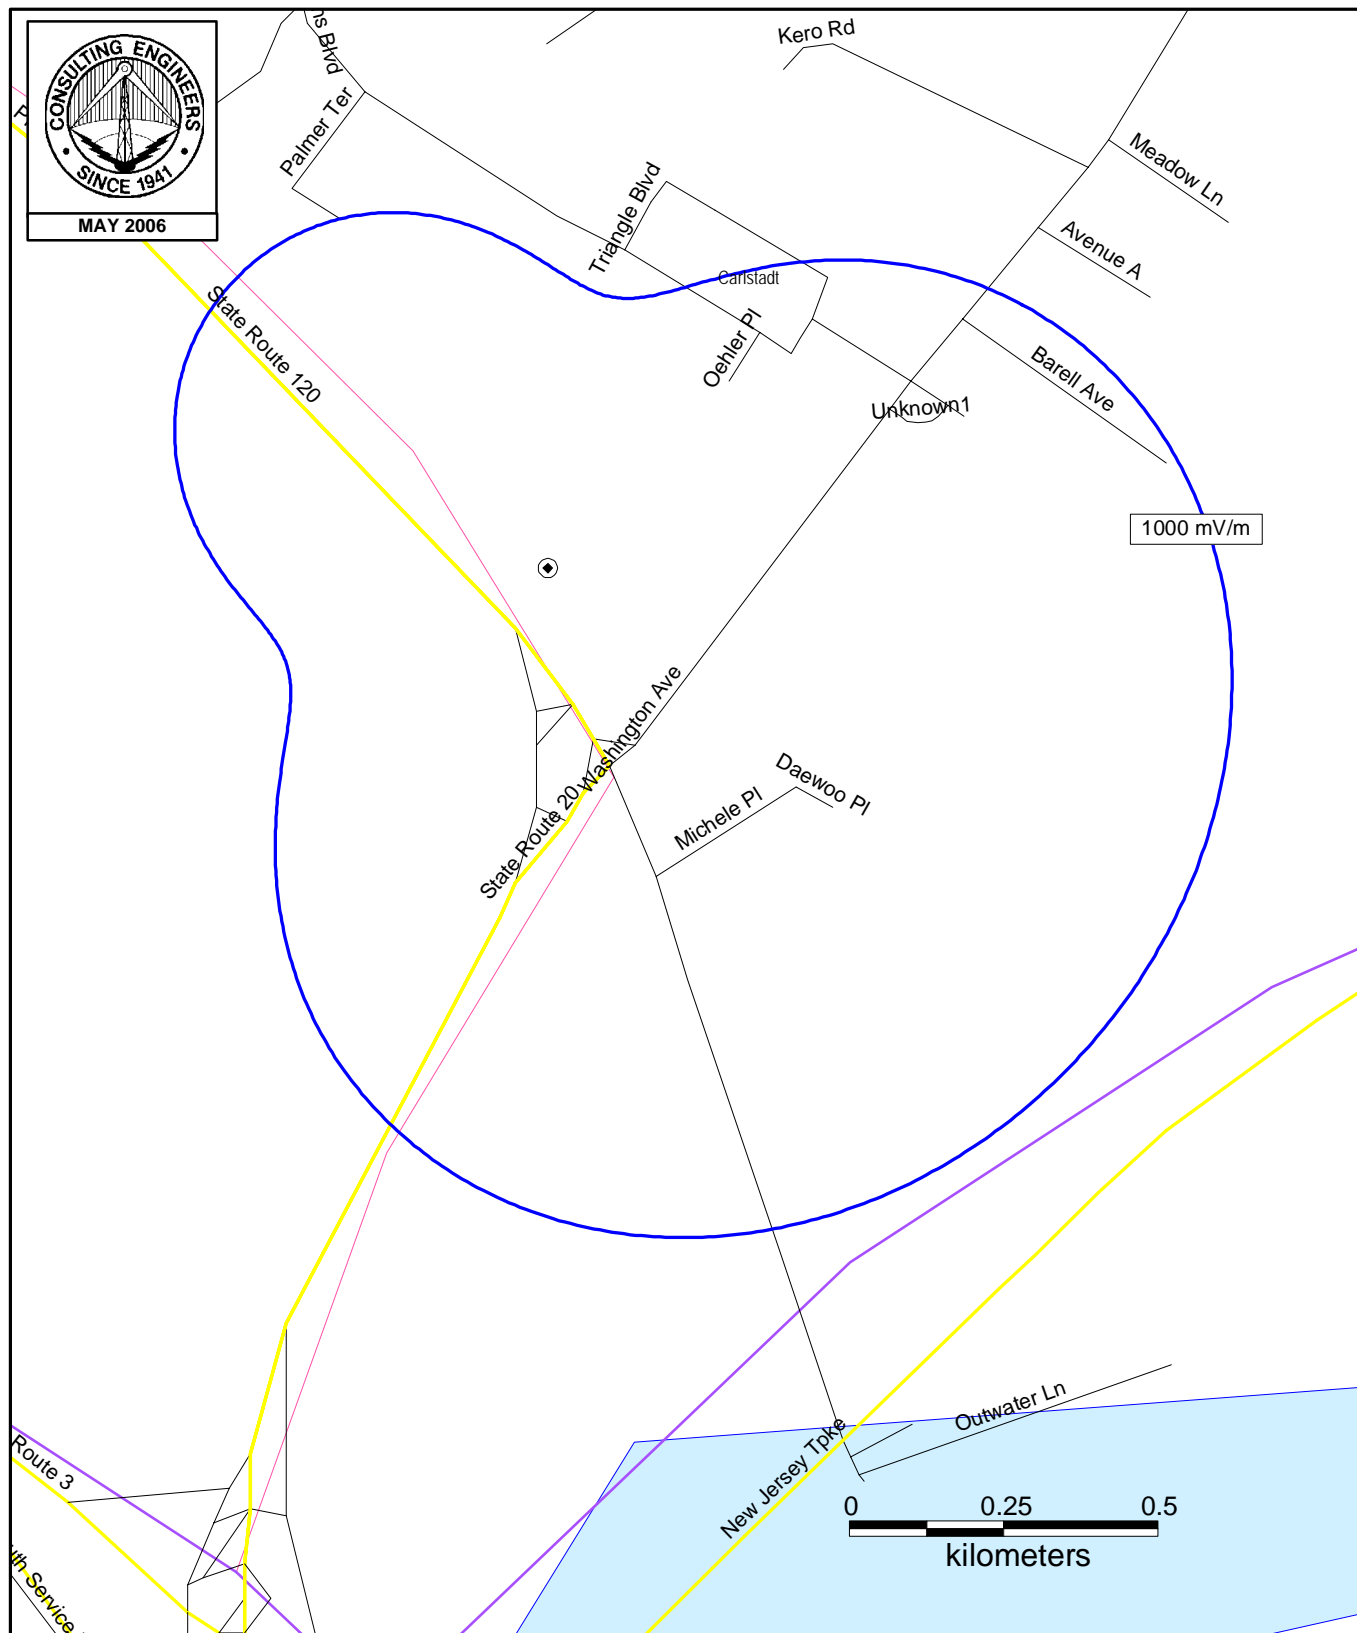 CONSULTING ENGINEERS
SINCE 1941
MAY 2006
Kero Rd
Palmer Ter
Meadow Ln
Triangle Blvd
Avenue A
Carlstadt
State Route 120
Oehler Pl
Barell Ave
Unknown1
1000 mV/m
Washington Ave
Daewoo Pl
Michele Pl
State Route 20
Outwater Ln
New Jersey Tpke
Route 3
0 0.25 0.5
kilometers
Service
Blvd